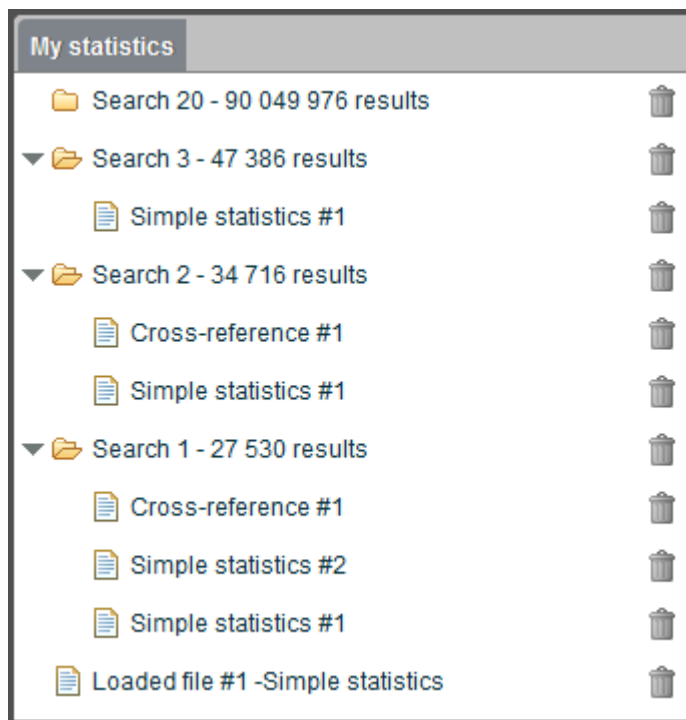 My statistics
Search 20 - 90 049 976 results
Search 3 - 47 386 results
Simple statistics #1
Search 2 - 34 716 results
Cross-reference #1
Simple statistics #1
Search 1 - 27 530 results
Cross-reference #1
Simple statistics #2
Simple statistics #1
Loaded file #1 -Simple statistics